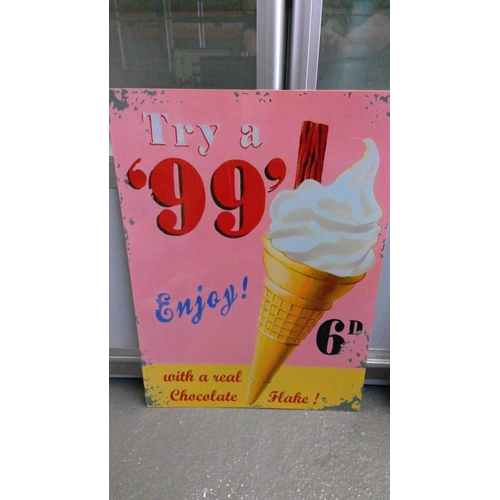 Try a
‘99’
Enjoy!
6D
with a real
Chocolate Flake!